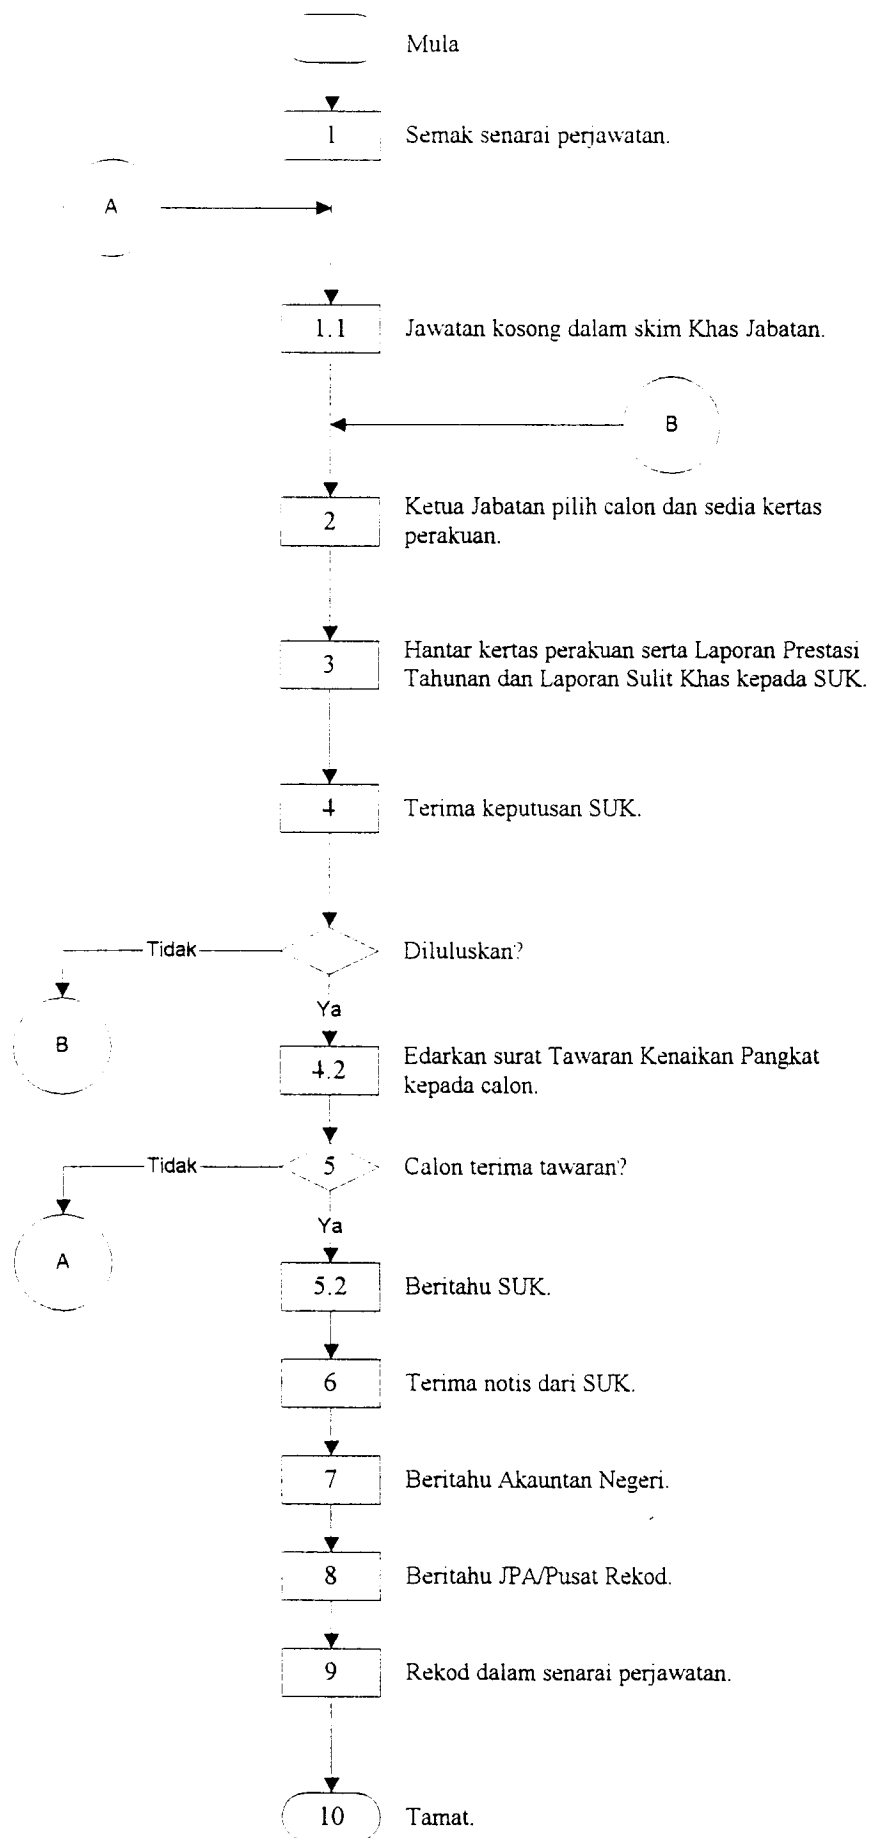 Mula
1 Semak senarai perjawatan.
A
1.1 Jawatan kosong dalam skim Khas Jabatan.
B
2 Ketua Jabatan pilih calon dan sedia kertas
perakuan.
3 Hantar kertas perakuan serta Laporan Prestasi
Tahunan dan Laporan Sulit Khas kepada SUK.
4 Terima keputusan SUK.
Tidak Diluluskan?
Ya
B
4.2 Edarkan surat Tawaran Kenaikan Pangkat
kepada calon.
Tidak 5 Calon terima tawaran?
Ya
A
5.2 Beritahu SUK.
6 Terima notis dari SUK.
7 Beritahu Akauntan Negeri.
8 Beritahu JPA/Pusat Rekod.
9 Rekod dalam senarai perjawatan.
10 Tamat.